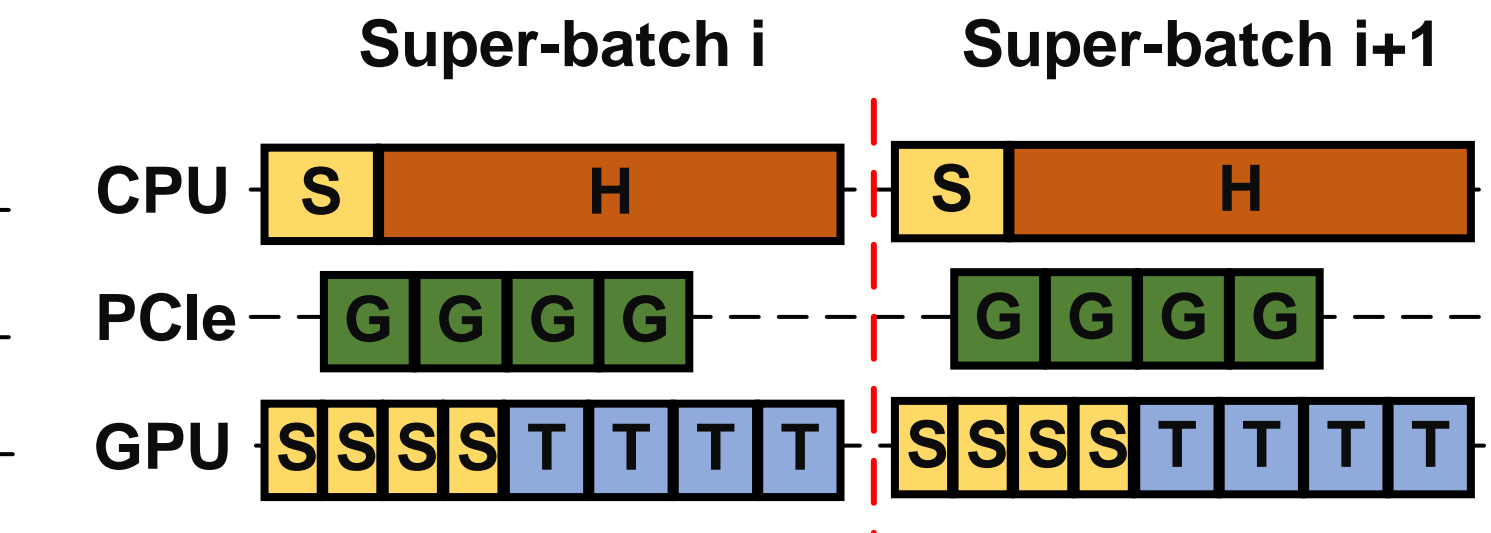 Super-batch i Super-batch i+1
CPU S H S H
PCIe G G G G G G G G
GPU S S S S T T T T S S S S T T T T